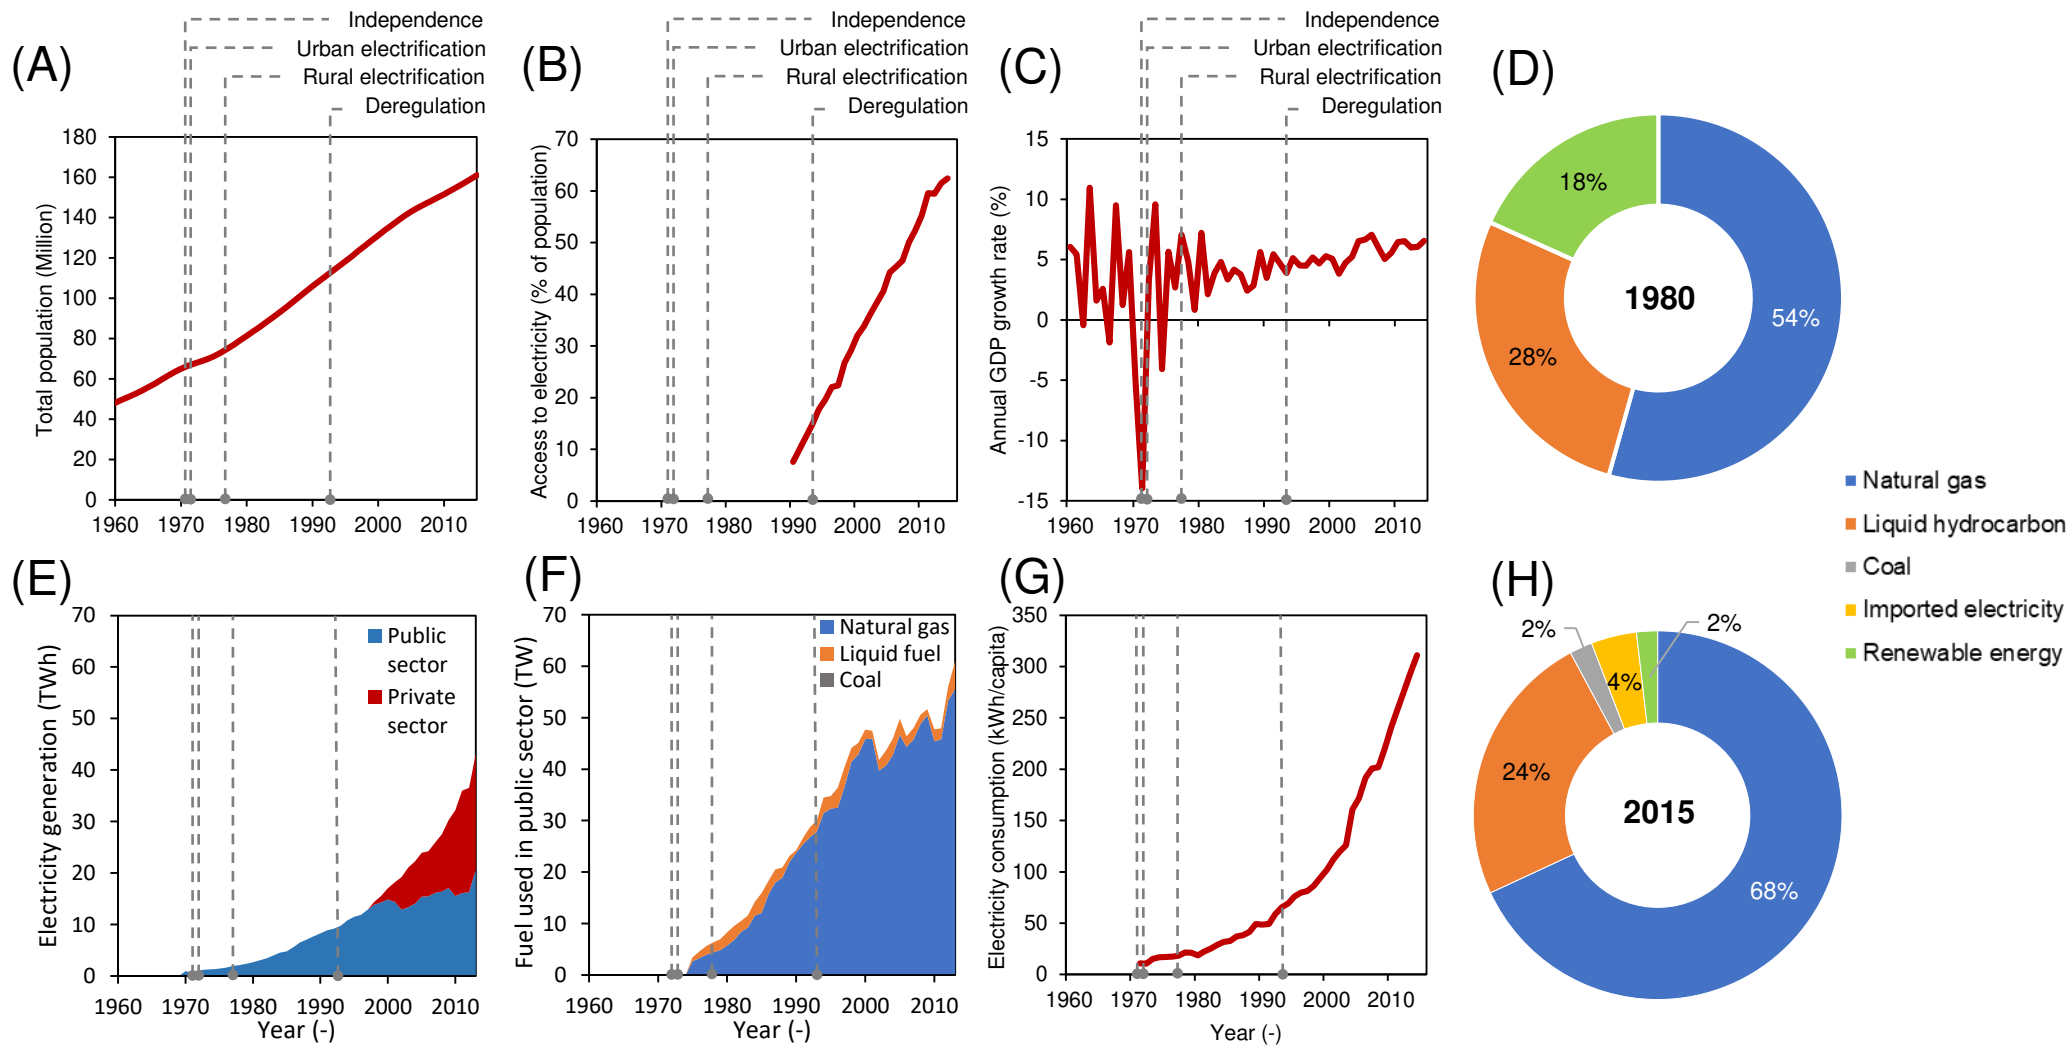 (A)
Independence
Urban electrification
Rural electrification
Deregulation
Total population (Million)
180
160
140
120
100
80
60
40
20
0
1960 1970 1980 1990 2000 2010
(B)
Independence
Urban electrification
Rural electrification
Deregulation
Access to electricity (% of population)
70
60
50
40
30
20
10
0
1960 1970 1980 1990 2000 2010
(C)
Independence
Urban electrification
Rural electrification
Deregulation
Annual GDP growth rate (%)
15
10
5
0
-5
-10
-15
1960 1970 1980 1990 2000 2010
(D)
18%
28%
54%
1980
Natural gas
Liquid hydrocarbon
Coal
Imported electricity
Renewable energy
(E)
Electricity generation (TWh)
70
60
50
40
30
20
10
0
Public
sector
Private
sector
1960 1970 1980 1990 2000 2010
Year (-)
(F)
Fuel used in public sector (TW)
70
60
50
40
30
20
10
0
Natural gas
Liquid fuel
Coal
1960 1970 1980 1990 2000 2010
Year (-)
(G)
Electricity consumption (kWh/capita)
350
300
250
200
150
100
50
0
1960 1970 1980 1990 2000 2010
Year (-)
(H)
2%
2%
4%
24%
68%
2015